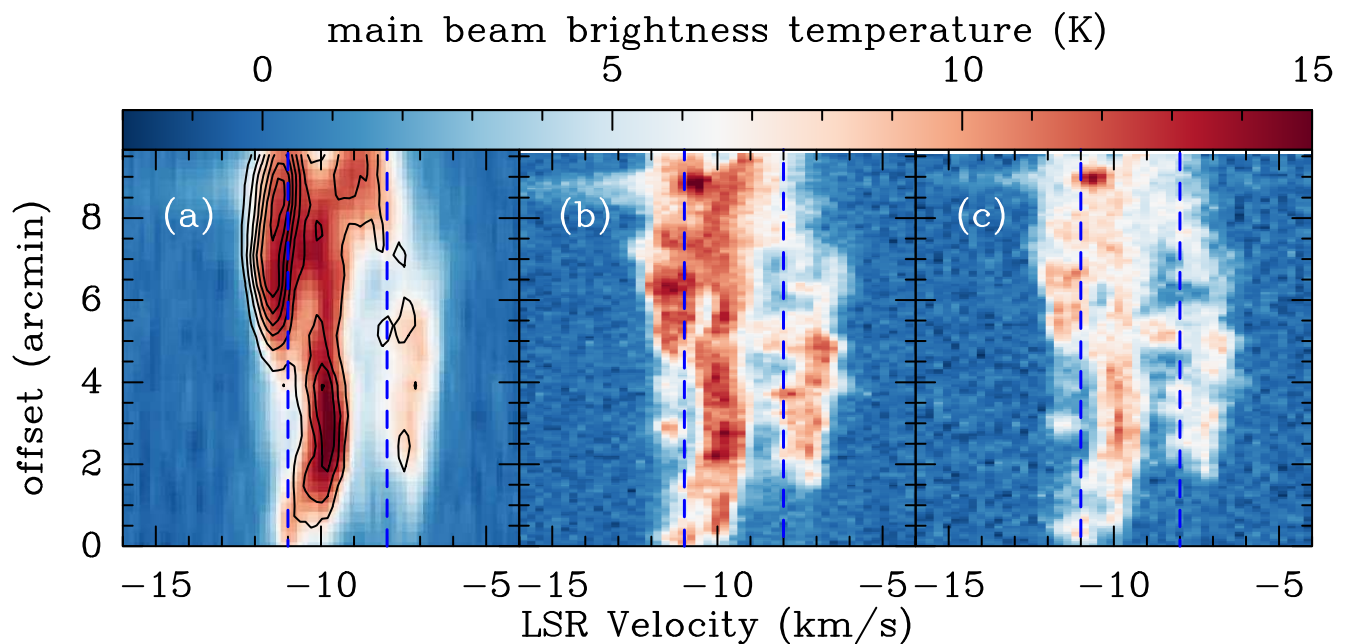 main beam brightness temperature (K)
0 5 10 15
(a) (b) (c)
offset (arcmin)
8
6
4
2
0
−15 −10 −5 −15 −10 −5 −15 −10 −5
LSR Velocity (km/s)